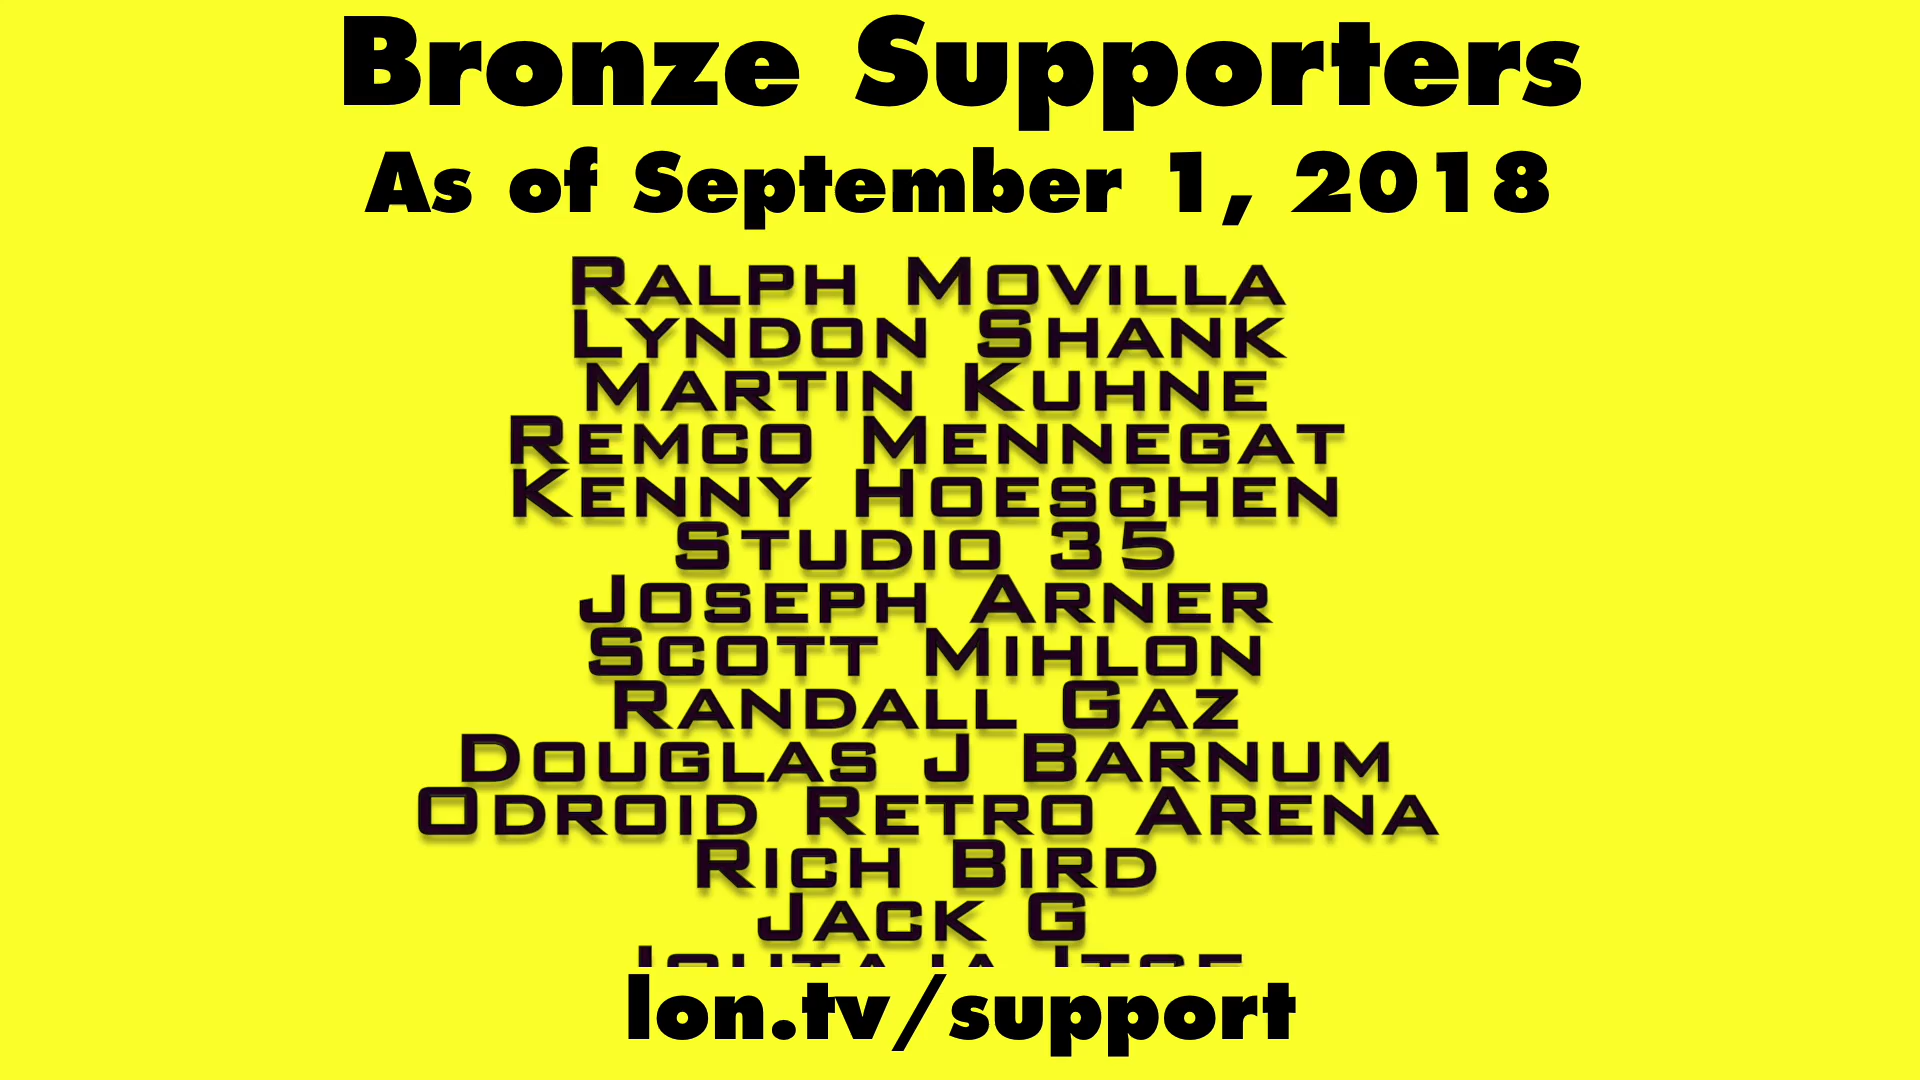 Bronze Supporters
As of September 1, 2018
Ralph Movilla
Lyndon Shank
Martin Kuhne
Remco Mennegat
Kenny Hoeschen
Studio 35
Joseph Arner
Scott Mihlon
Randall Gaz
Douglas J Barnum
Odroid Retro Arena
Rich Bird
Jack G
lon.tv/support